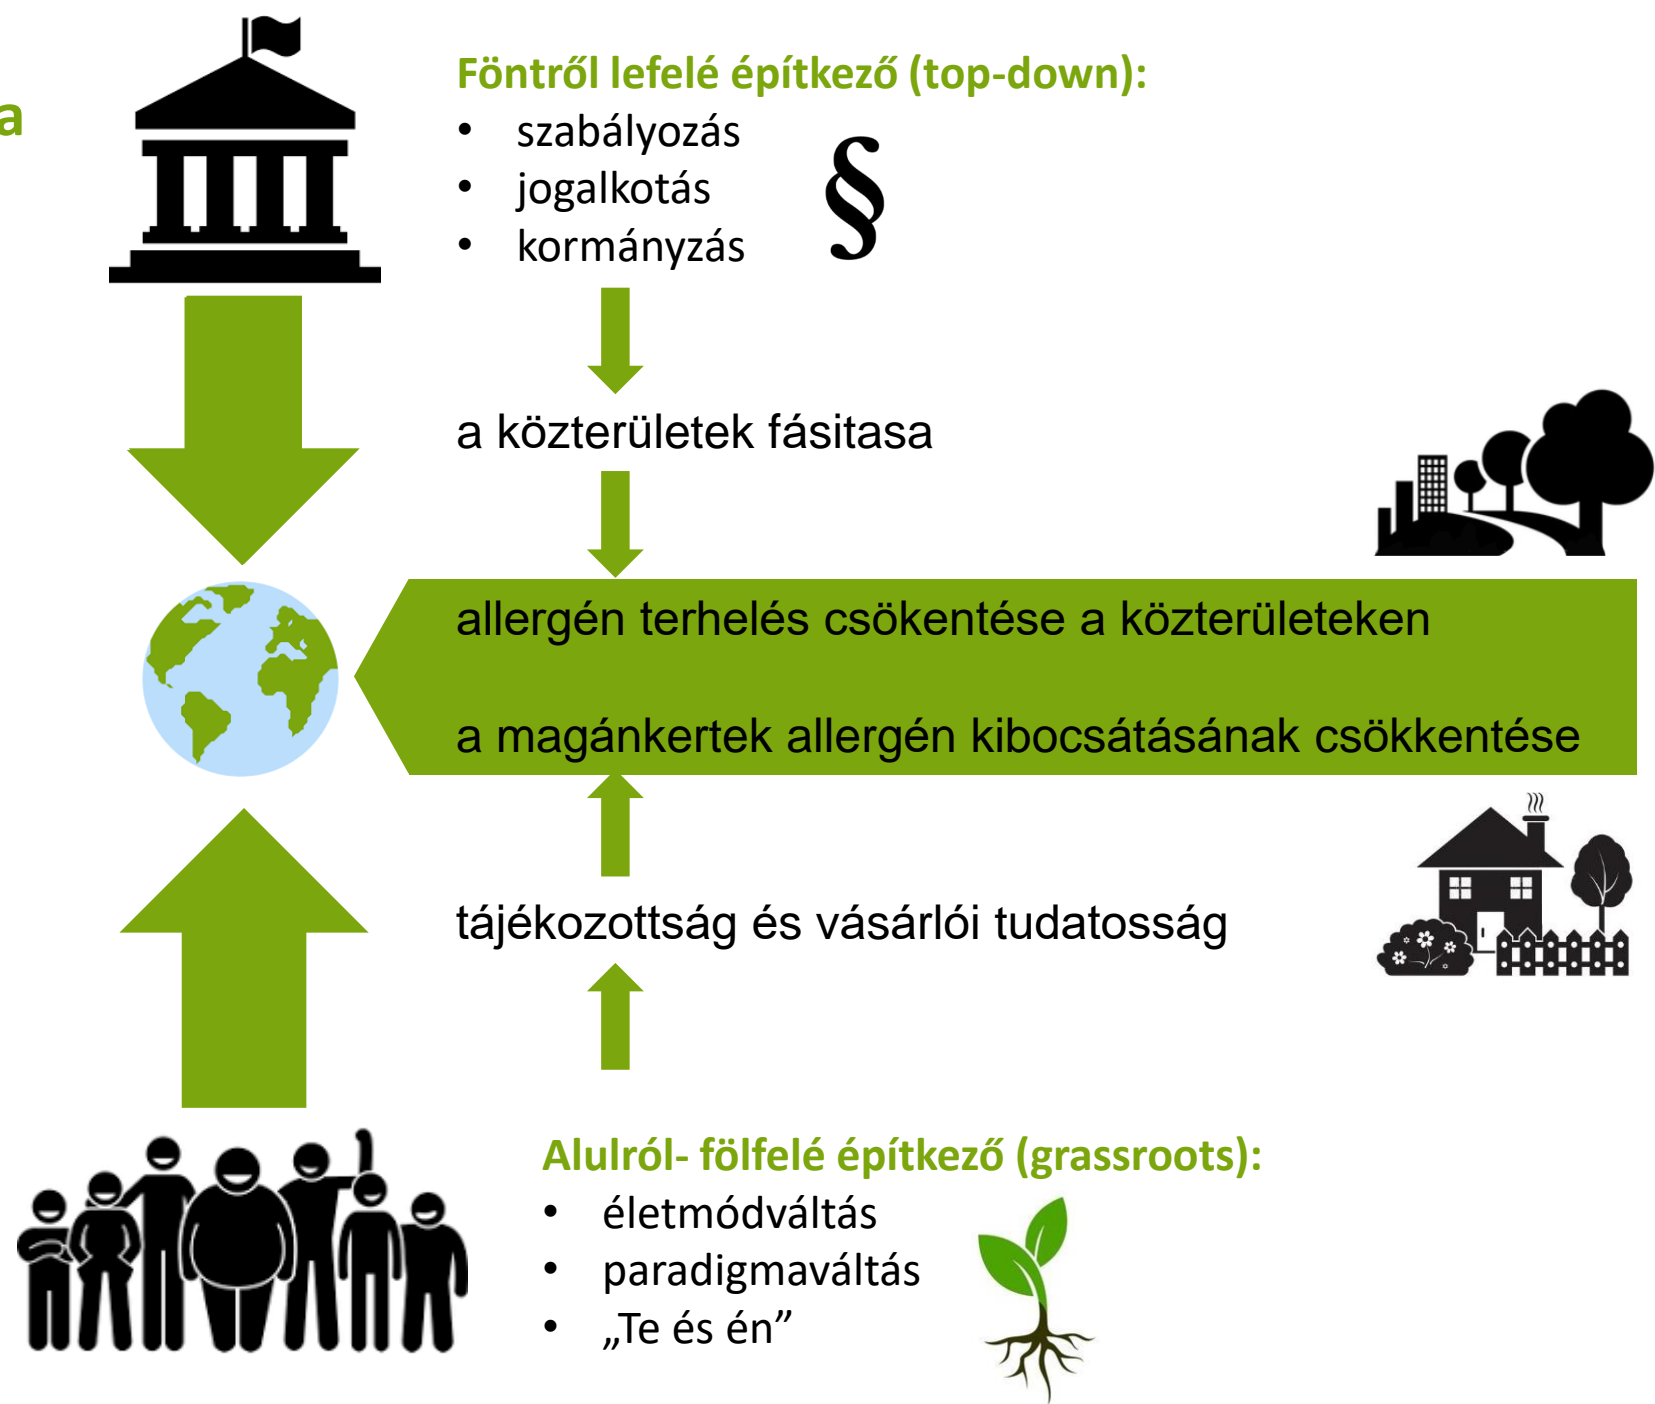 a
Föntről lefelé építkező (top-down):
• szabályozás
• jogalkotás
• kormányzás
§
a közterületek fásitasa
allergén terhelés csökentése a közterületeken
a magánkertek allergén kibocsátásának csökkentése
tájékozottság és vásárlói tudatosság
Alulról- fölfelé építkező (grassroots):
• életmódváltás
• paradigmaváltás
• „Te és én”